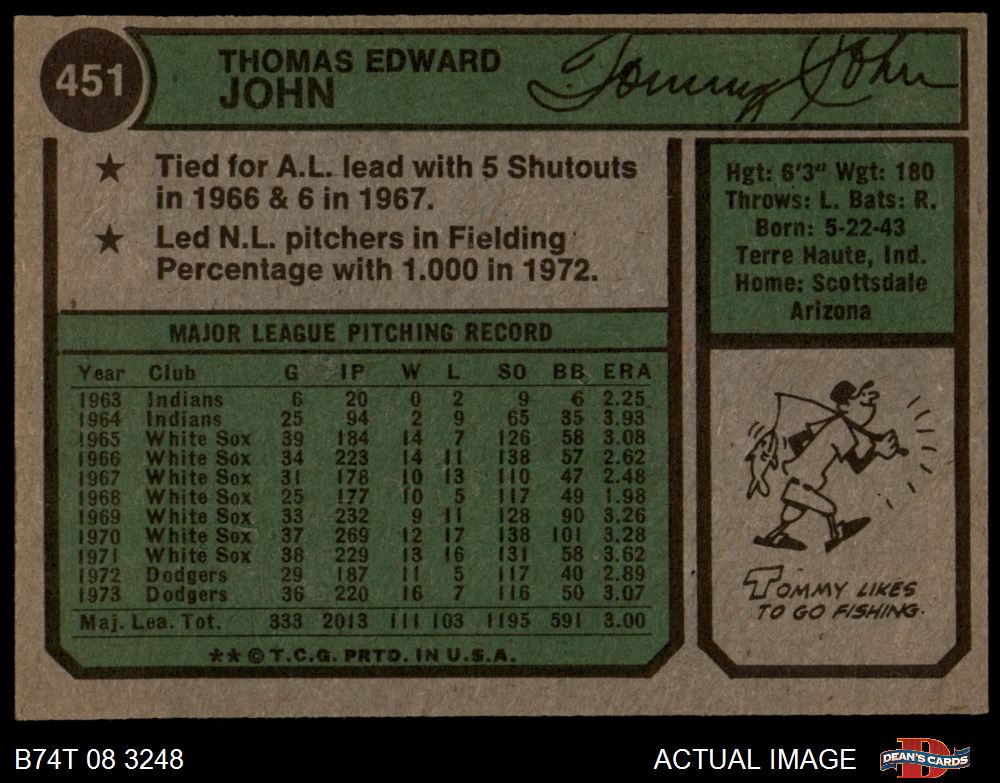 451
THOMAS EDWARD
JOHN
Tommy John
★ Tied for A.L. lead with 5 Shutouts
in 1966 & 6 in 1967.
★ Led N.L. pitchers in Fielding
Percentage with 1.000 in 1972.
Hgt: 6'3" Wgt: 180
Throws: L. Bats: R.
Born: 5-22-43
Terre Haute, Ind.
Home: Scottsdale
Arizona
MAJOR LEAGUE PITCHING RECORD
Year Club G IP W L SO BB ERA
1963 Indians 6 20 0 2 9 6 2.25
1964 Indians 25 94 2 9 65 35 3.93
1965 White Sox 39 184 14 7 126 58 3.08
1966 White Sox 34 223 14 11 138 57 2.62
1967 White Sox 31 178 10 13 110 47 2.48
1968 White Sox 25 177 10 5 117 49 1.98
1969 White Sox 33 232 9 11 128 90 3.26
1970 White Sox 37 269 12 17 138 101 3.28
1971 White Sox 38 229 13 16 131 58 3.62
1972 Dodgers 29 187 11 5 117 40 2.89
1973 Dodgers 36 220 16 7 116 50 3.07
Maj. Lea. Tot. 333 2013 111 103 1195 591 3.00
** © T.C.G. PRTD. IN U.S.A.
TOMMY LIKES
TO GO FISHING.
B74T 08 3248
ACTUAL IMAGE
DEAN'S CARDS